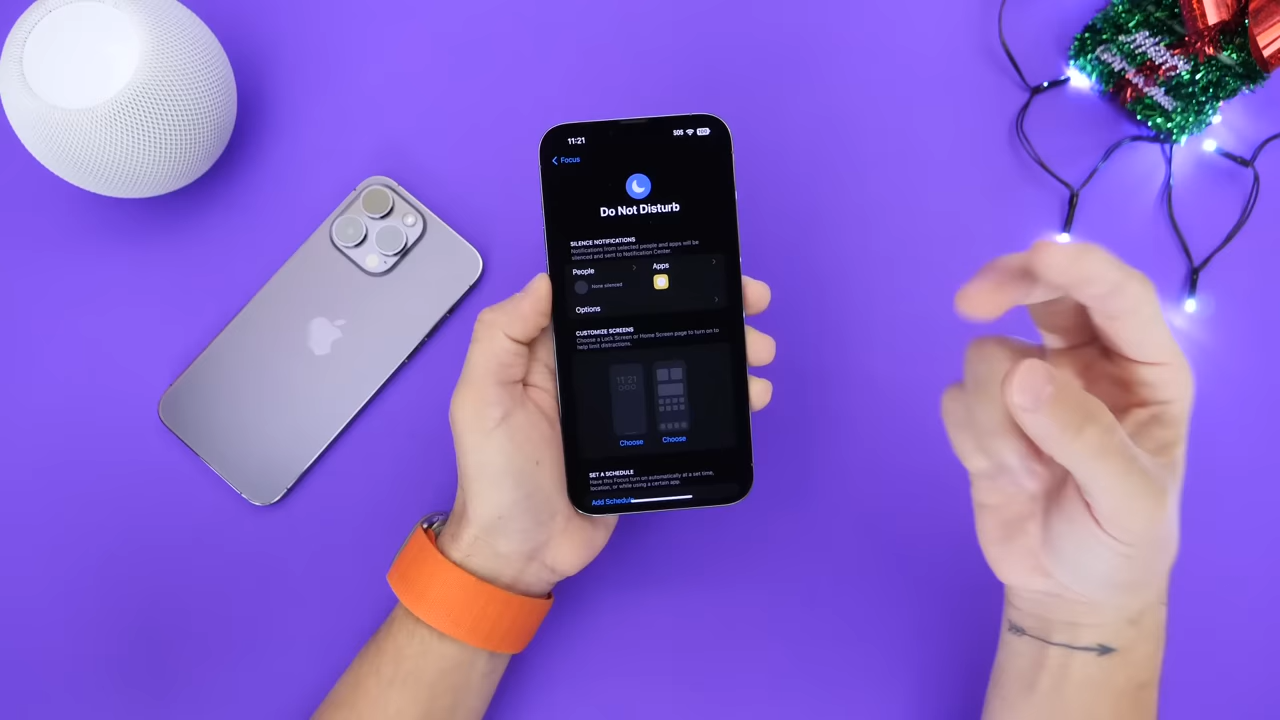 11:21
SOS
100
Focus
Do Not Disturb
SILENCE NOTIFICATIONS
Notifications from selected people and apps will be
silenced and sent to Notification Center.
People
Apps
None silenced
Options
CUSTOMIZE SCREENS
Choose a Lock Screen or Home Screen page to turn on to
help limit distractions.
11:21
Choose
Choose
SET A SCHEDULE
Have this Focus turn on automatically at a set time,
location, or while using a certain app.
Add Schedule